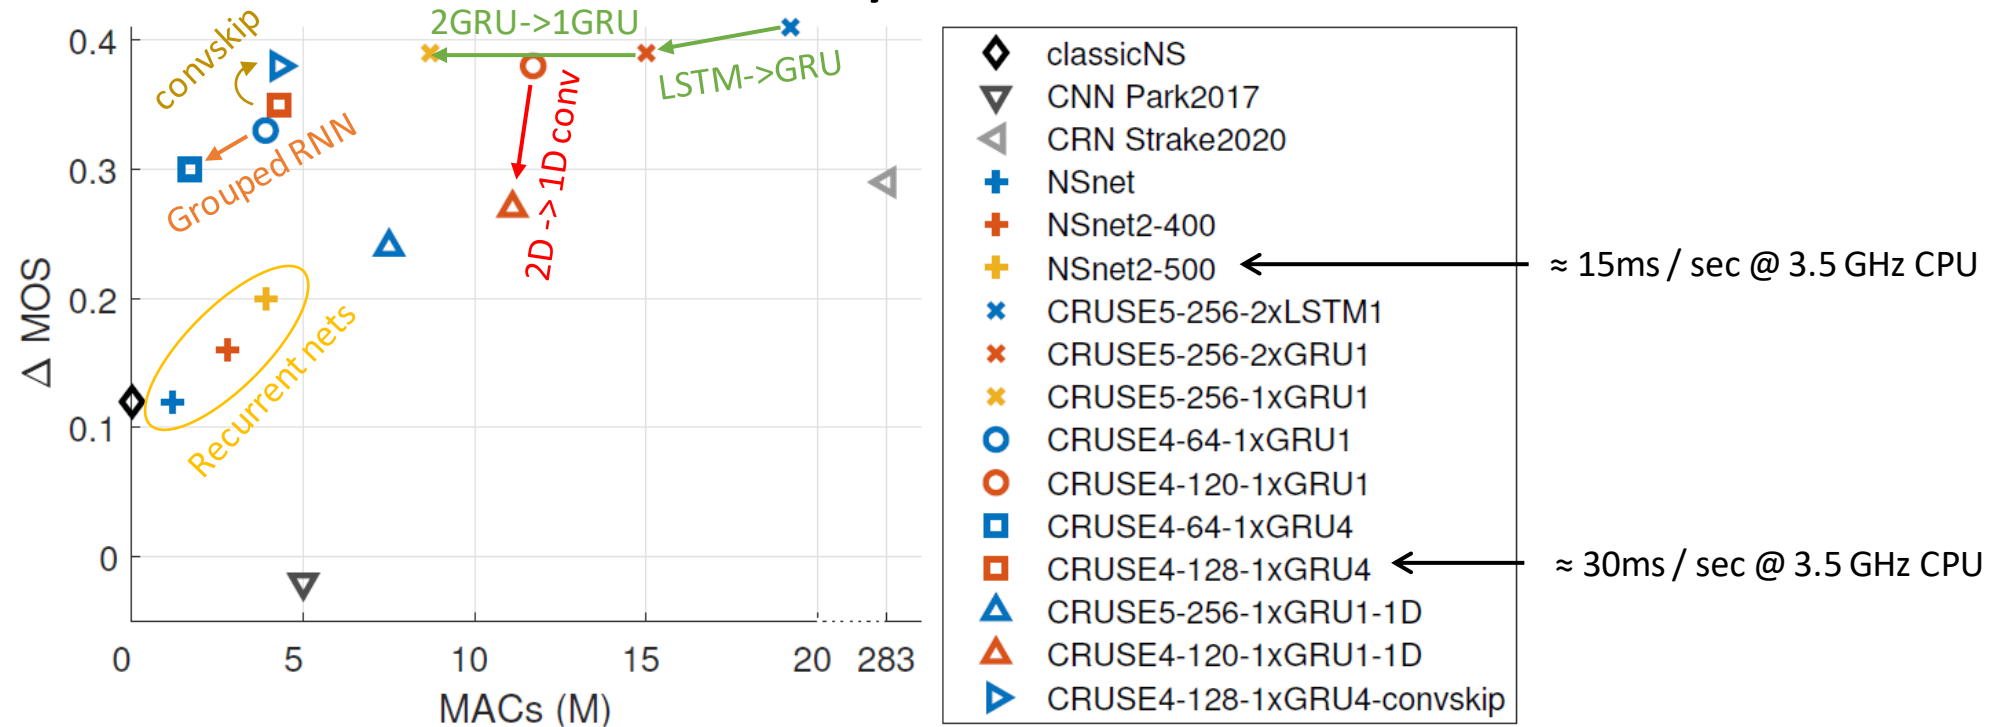 0.4
0.3
0.2
0.1
0
Δ MOS
0
5
10
15
20
283
MACs (M)
convskip
2GRU->1GRU
LSTM->GRU
Grouped RNN
2D -> 1D conv
Recurrent nets
classicNS
CNN Park2017
CRN Strake2020
NSnet
NSnet2-400
NSnet2-500
CRUSE5-256-2xLSTM1
CRUSE5-256-2xGRU1
CRUSE5-256-1xGRU1
CRUSE4-64-1xGRU1
CRUSE4-120-1xGRU1
CRUSE4-64-1xGRU4
CRUSE4-128-1xGRU4
CRUSE5-256-1xGRU1-1D
CRUSE4-120-1xGRU1-1D
CRUSE4-128-1xGRU4-convskip
≈ 15ms / sec @ 3.5 GHz CPU
≈ 30ms / sec @ 3.5 GHz CPU